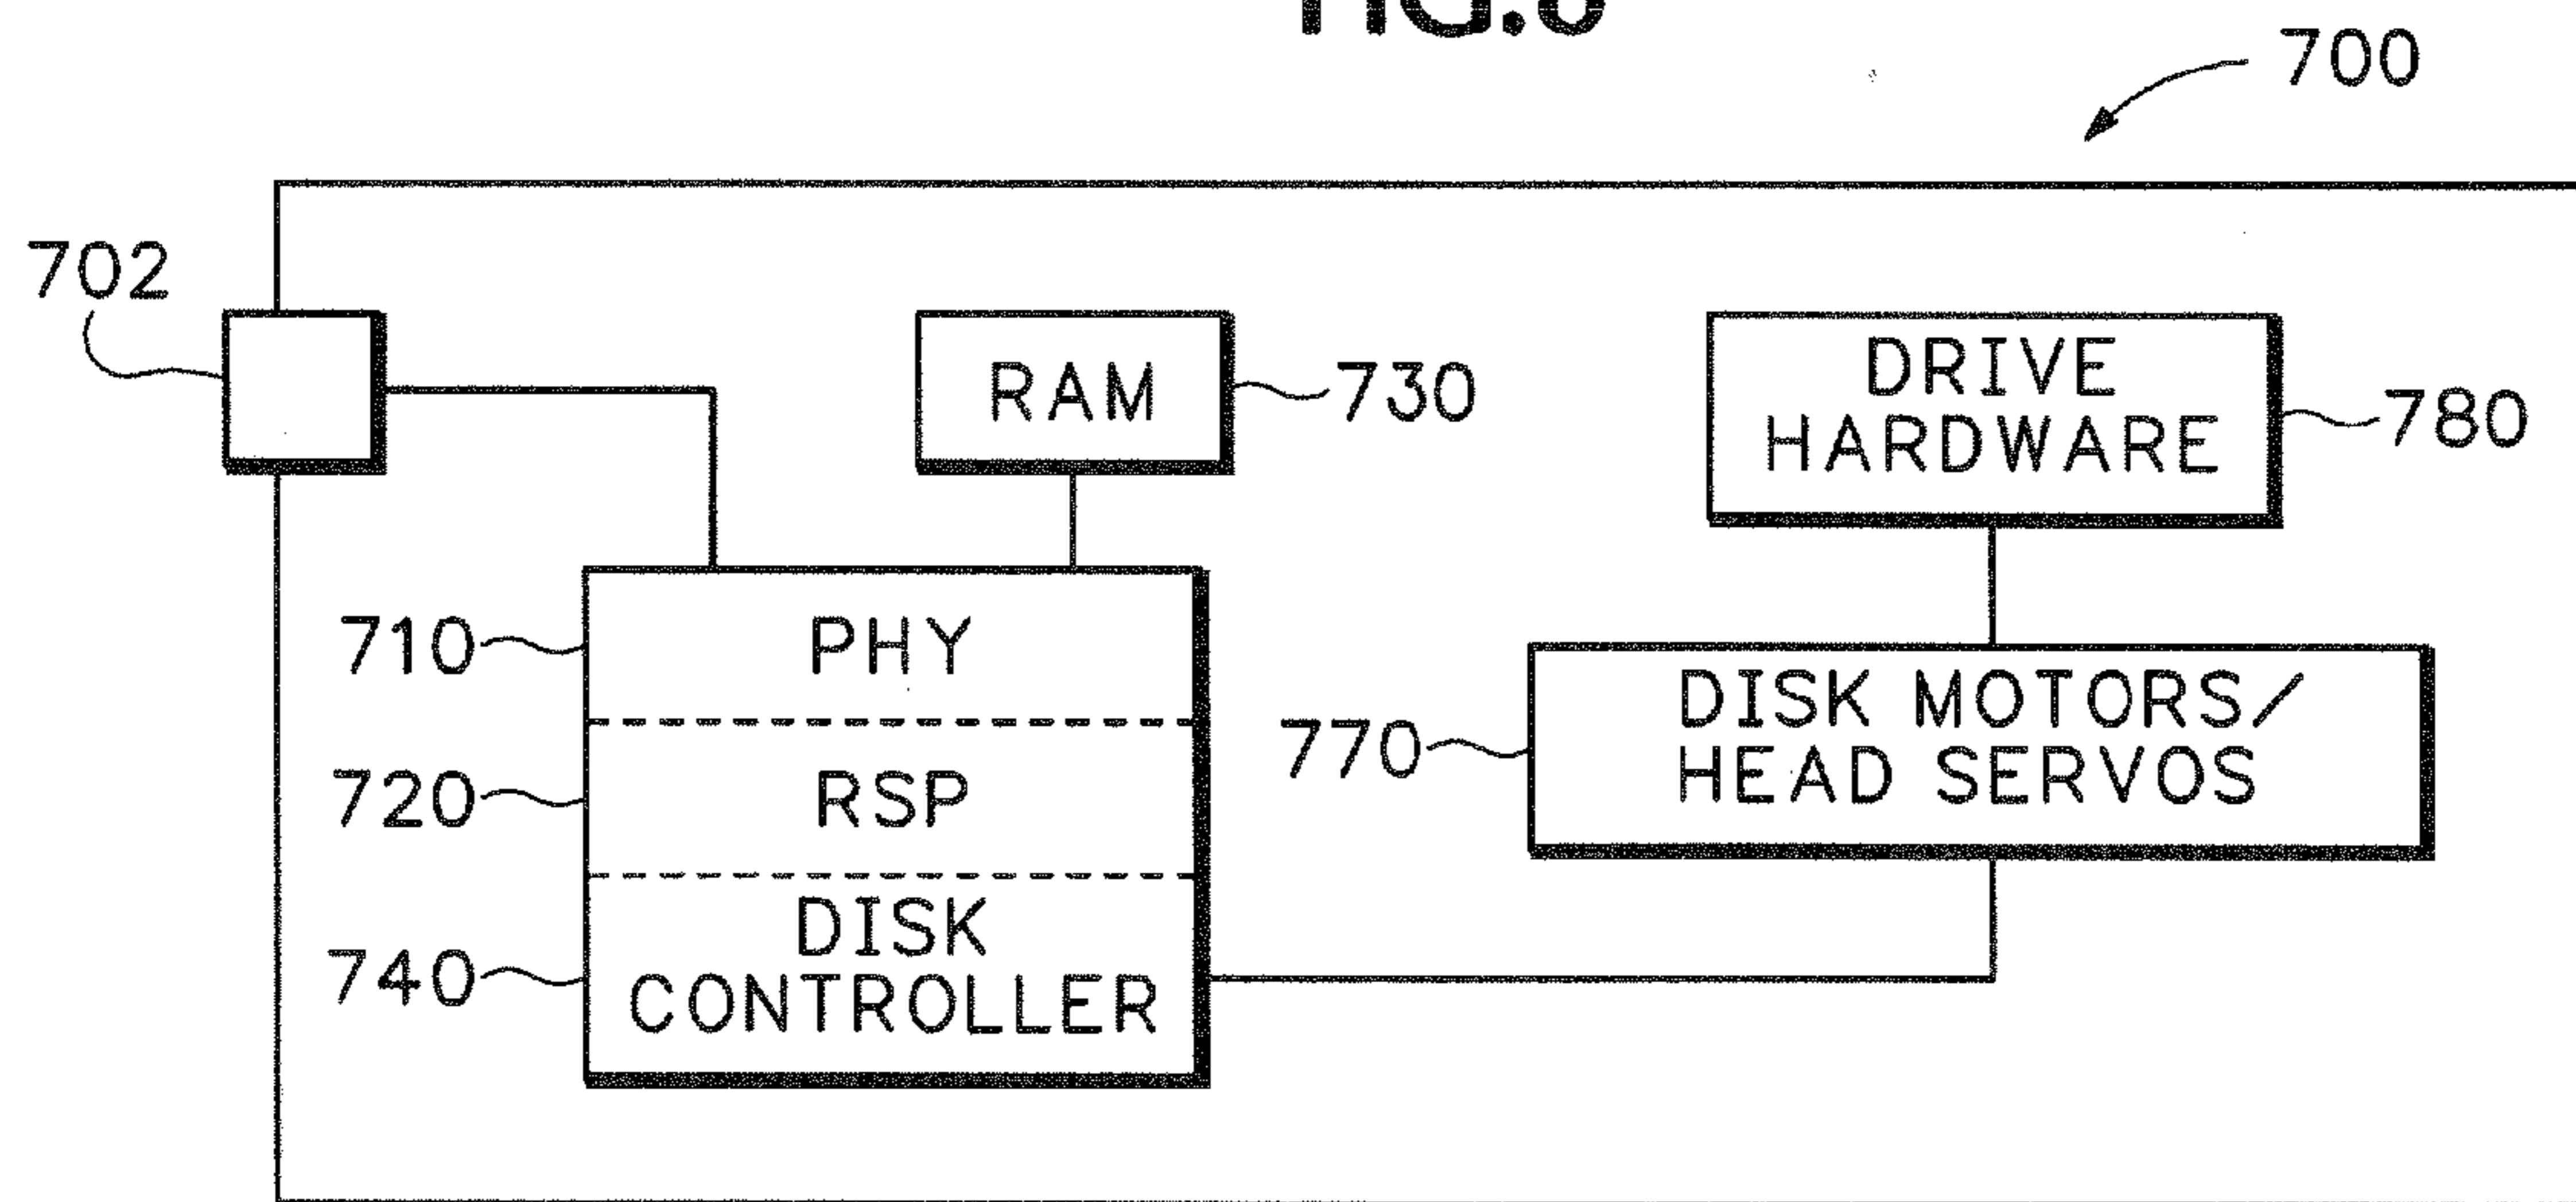 700
702
RAM
730
DRIVE
HARDWARE
780
710
PHY
770
DISK MOTORS/
HEAD SERVOS
720
RSP
740
DISK
CONTROLLER